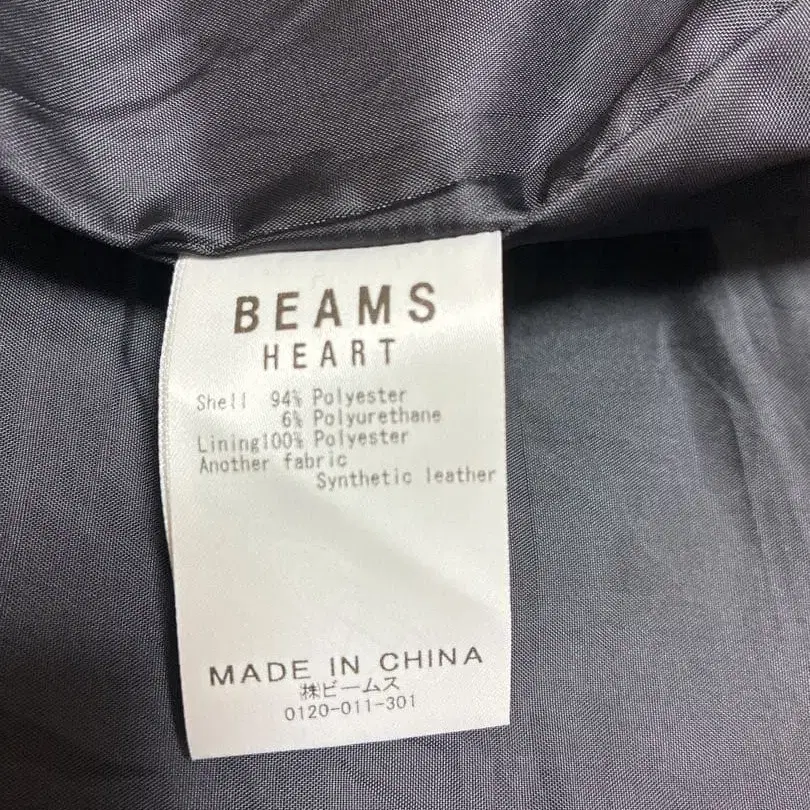 BEAMS
HEART
Shell 94% Polyester
6% Polyurethane
Lining100% Polyester
Another fabric
Synthetic leather
MADE IN CHINA
㈱ビームス
0120-011-301